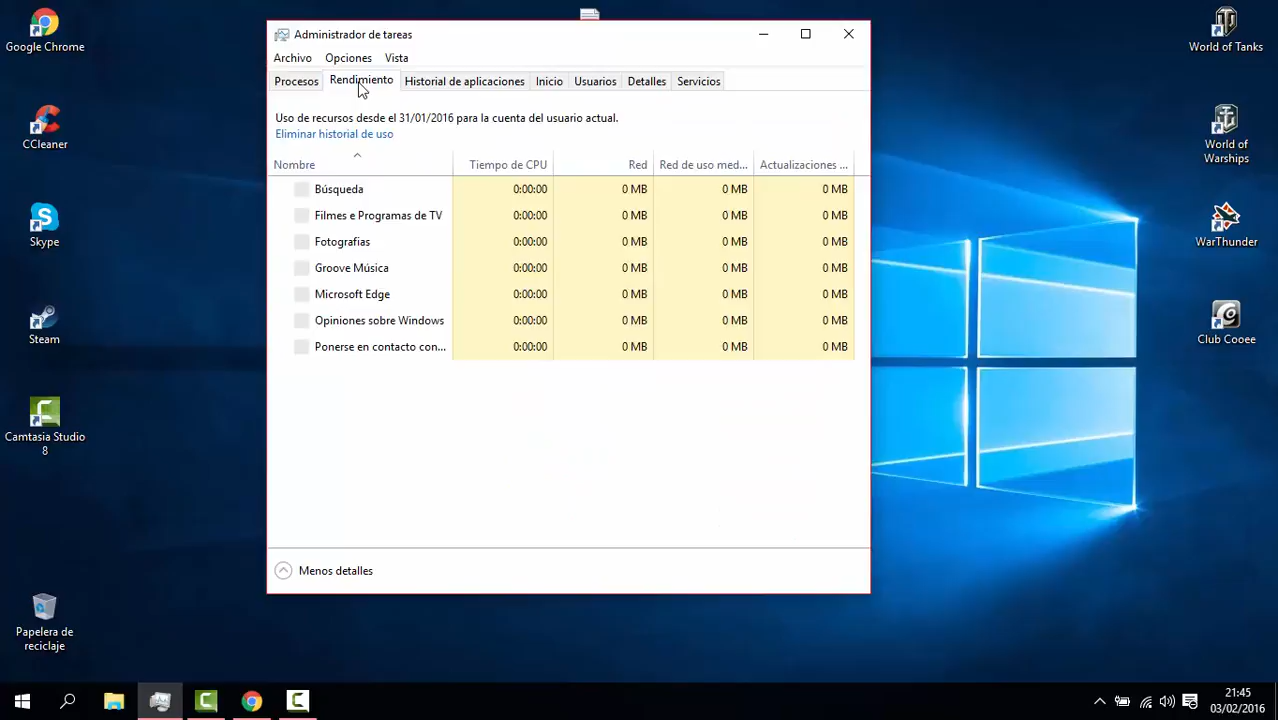 Google Chrome
CCleaner
Skype
Steam
Camtasia Studio
8
Papelera de
reciclaje
Administrador de tareas
Archivo Opciones Vista
Procesos Rendimiento Historial de aplicaciones Inicio Usuarios Detalles Servicios
Uso de recursos desde el 31/01/2016 para la cuenta del usuario actual.
Eliminar historial de uso
Nombre Tiempo de CPU Red Red de uso med... Actualizaciones ...
Búsqueda 0:00:00 0 MB 0 MB 0 MB
Filmes e Programas de TV 0:00:00 0 MB 0 MB 0 MB
Fotografias 0:00:00 0 MB 0 MB 0 MB
Groove Música 0:00:00 0 MB 0 MB 0 MB
Microsoft Edge 0:00:00 0 MB 0 MB 0 MB
Opiniones sobre Windows 0:00:00 0 MB 0 MB 0 MB
Ponerse en contacto con... 0:00:00 0 MB 0 MB 0 MB
Menos detalles
World of Tanks
World of
Warships
WarThunder
Club Cooee
21:45
03/02/2016